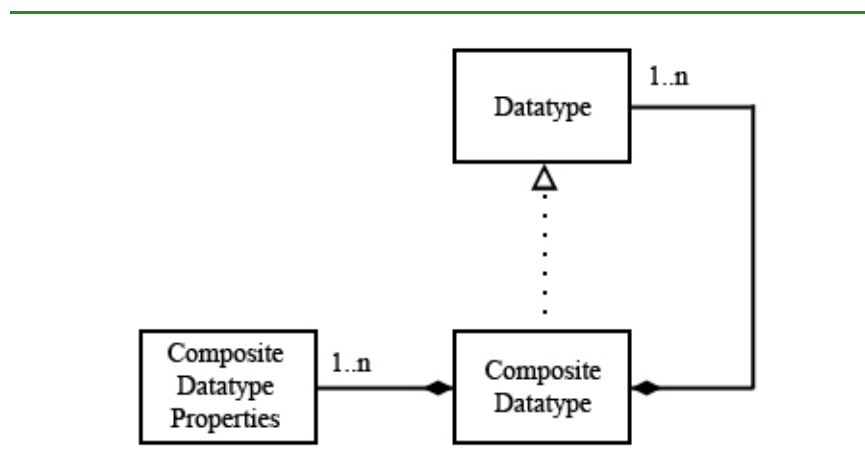 1..n
Datatype
Composite
Datatype
Properties
1..n
Composite
Datatype